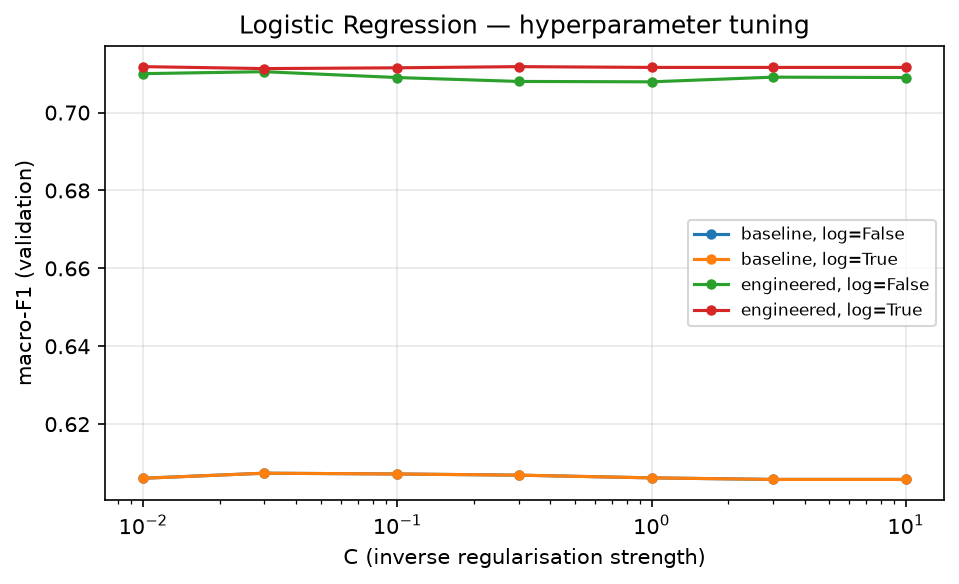 Logistic Regression — hyperparameter tuning
macro-F1 (validation)
0.70
0.68
0.66
0.64
0.62
baseline, log=False
baseline, log=True
engineered, log=False
engineered, log=True
10⁻² 10⁻¹ 10⁰ 10¹
C (inverse regularisation strength)